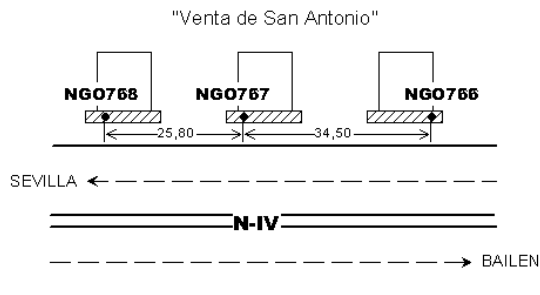 "Venta de San Antonio"
NGO768 NGO767 NGO766
25,80 34,50
SEVILLA
N-IV
BAILEN